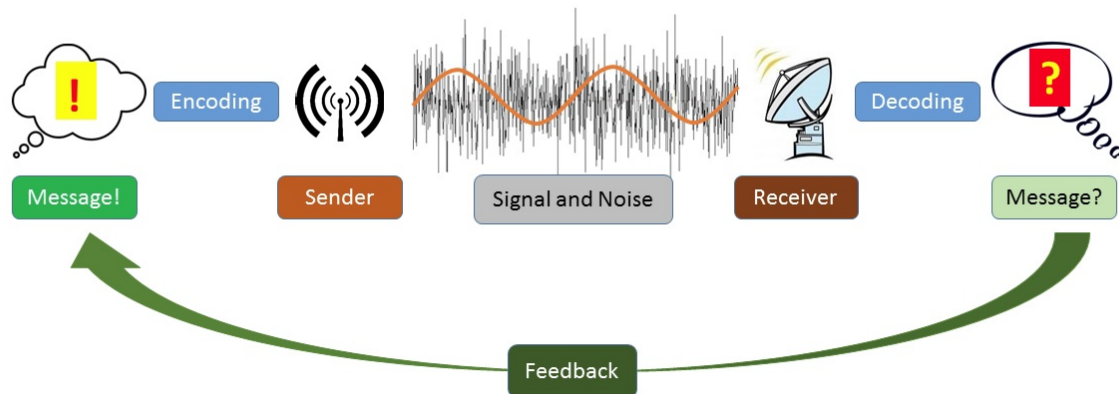 !
Encoding
Decoding
?
Message!
Sender
Signal and Noise
Receiver
Message?
Feedback